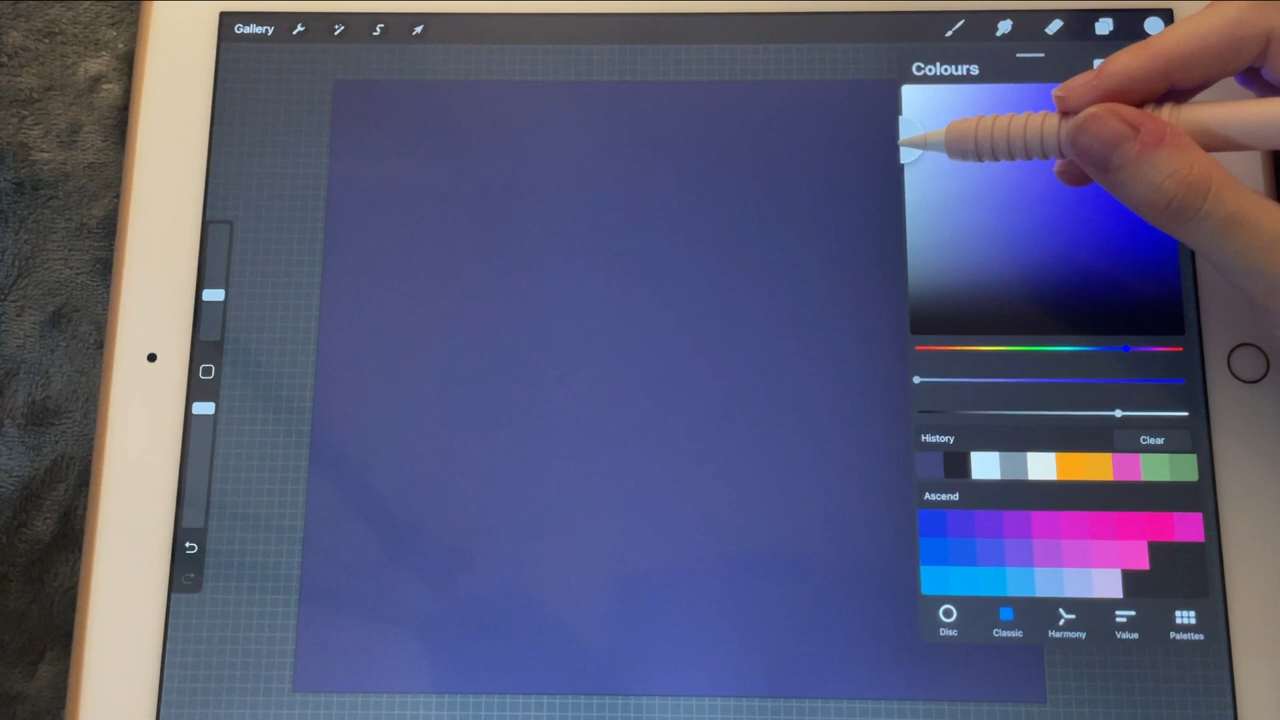 Gallery
Colours
History
Clear
Ascend
Disc
Classic
Harmony
Value
Palettes